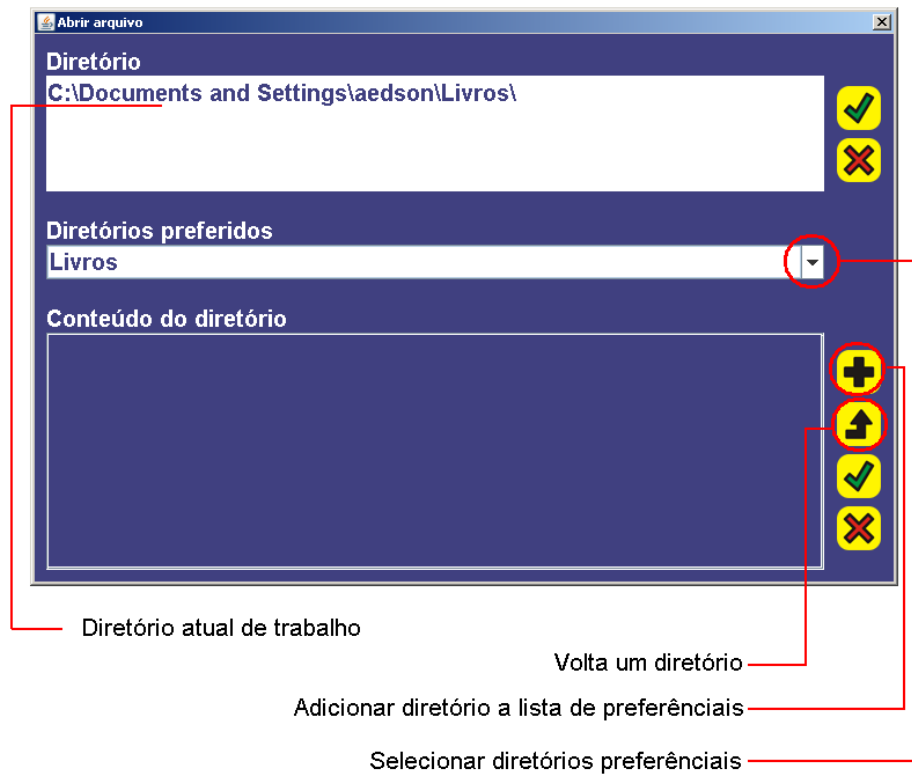 Abrir arquivo
Diretório
C:\Documents and Settings\aedson\Livros\
Diretórios preferidos
Livros
Conteúdo do diretório
Diretório atual de trabalho
Volta um diretório
Adicionar diretório a lista de preferênciais
Selecionar diretórios preferênciais